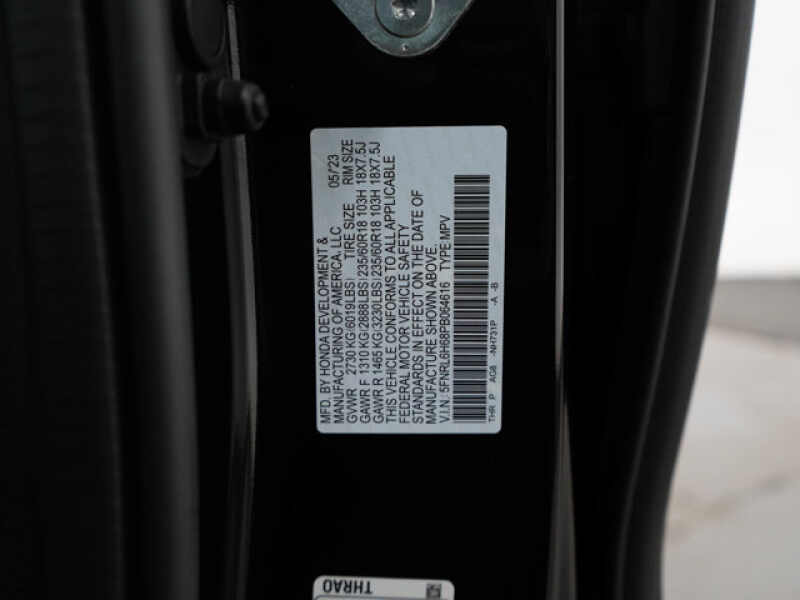 MFD. BY HONDA DEVELOPMENT &
MANUFACTURING OF AMERICA, LLC 05/23
GVWR 2730 KG(6019LBS) TIRE SIZE RIM SIZE
GAWR F 1310 KG(2888LBS)235/60R18 103H 18X7.5J
GAWR R 1465 KG(3230LBS)235/60R18 103H 18X7.5J
THIS VEHICLE CONFORMS TO ALL APPLICABLE
FEDERAL MOTOR VEHICLE SAFETY
STANDARDS IN EFFECT ON THE DATE OF
MANUFACTURE SHOWN ABOVE.
V.I.N.: 5FNRL6H68PB064616 TYPE MPV
THR P AG8 -NH731P -A -B
THRA0